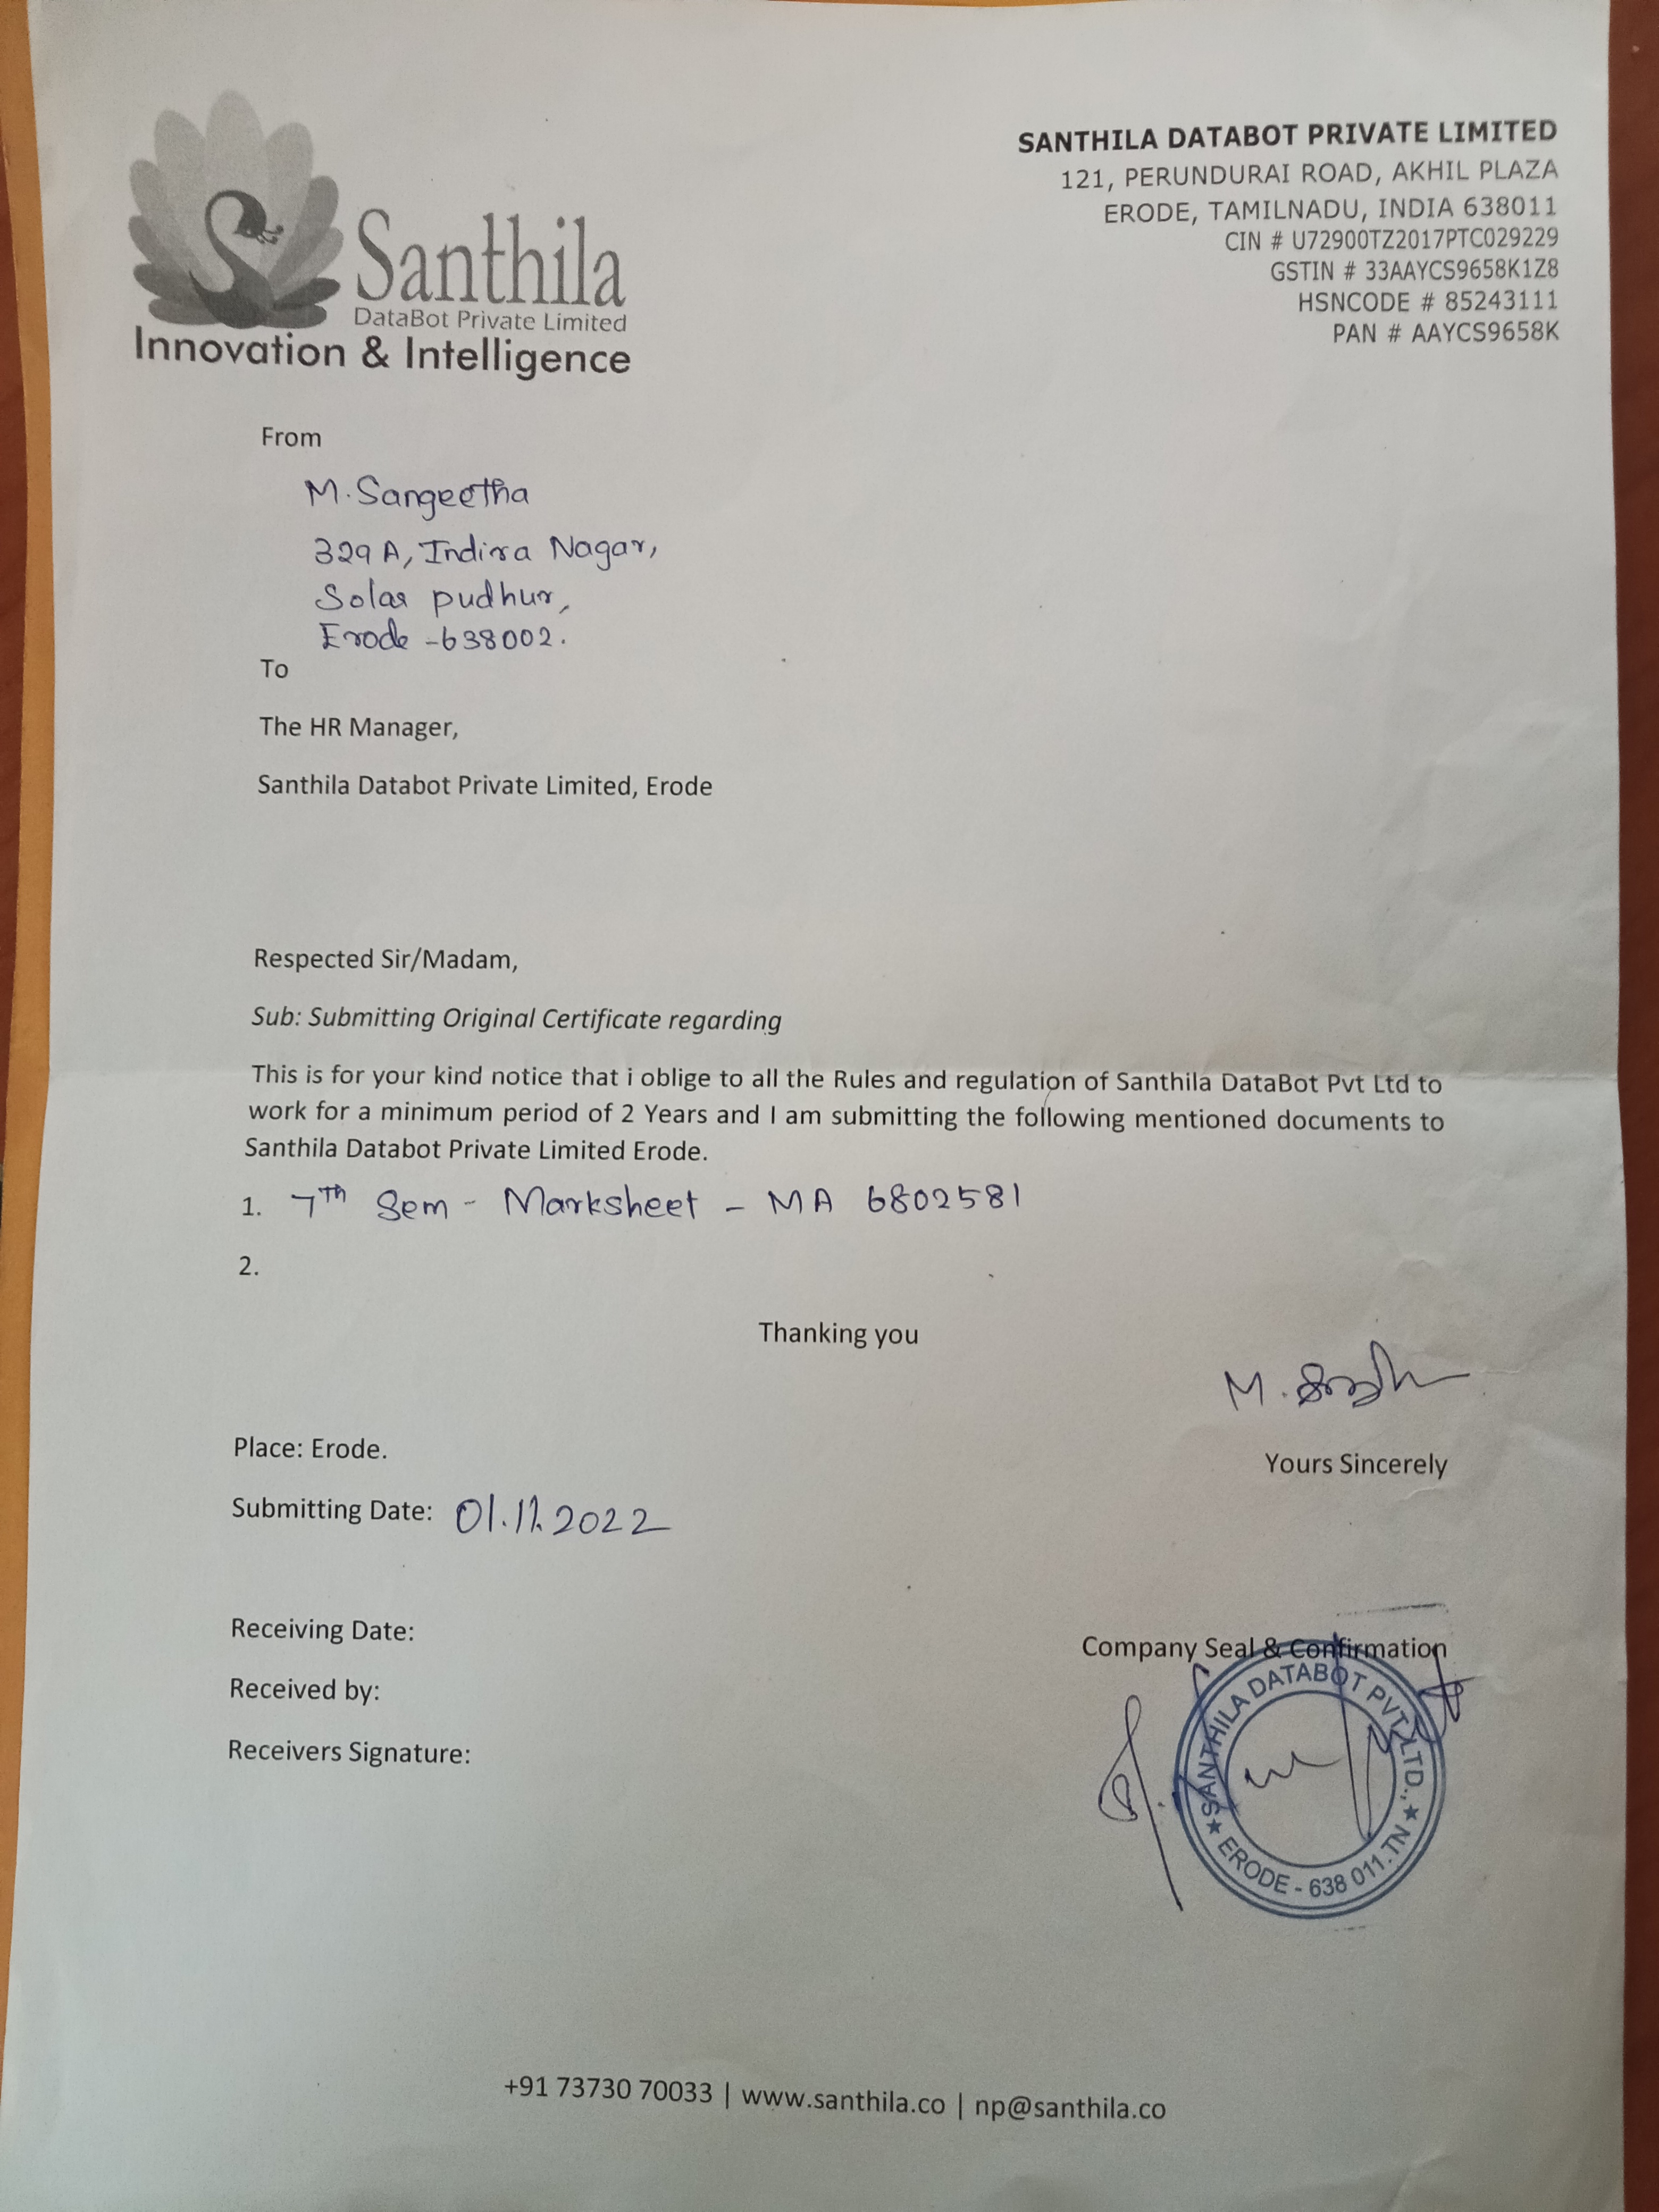 Santhila
DataBot Private Limited
Innovation & Intelligence
SANTHILA DATABOT PRIVATE LIMITED
121, PERUNDURAI ROAD, AKHIL PLAZA
ERODE, TAMILNADU, INDIA 638011
CIN # U72900TZ2017PTC029229
GSTIN # 33AAYCS9658K1Z8
HSNCODE # 85243111
PAN # AAYCS9658K
From
M. Sangeetha
329 A, Indira Nagar,
Solar pudhur,
Erode - 638002.
To
The HR Manager,
Santhila Databot Private Limited, Erode
Respected Sir/Madam,
Sub: Submitting Original Certificate regarding
This is for your kind notice that i oblige to all the Rules and regulation of Santhila DataBot Pvt Ltd to
work for a minimum period of 2 Years and I am submitting the following mentioned documents to
Santhila Databot Private Limited Erode.
1. 7Th Sem - Marksheet - MA 6802581
2.
Thanking you
M.
Yours Sincerely
Place: Erode.
Submitting Date: 01.11.2022
Receiving Date:
Received by:
Receivers Signature:
Company Seal & Confirmation
★ SANTHILA DATABOT PVT LTD., ★
ERODE - 638 011.TN
+91 73730 70033 | www.santhila.co | np@santhila.co